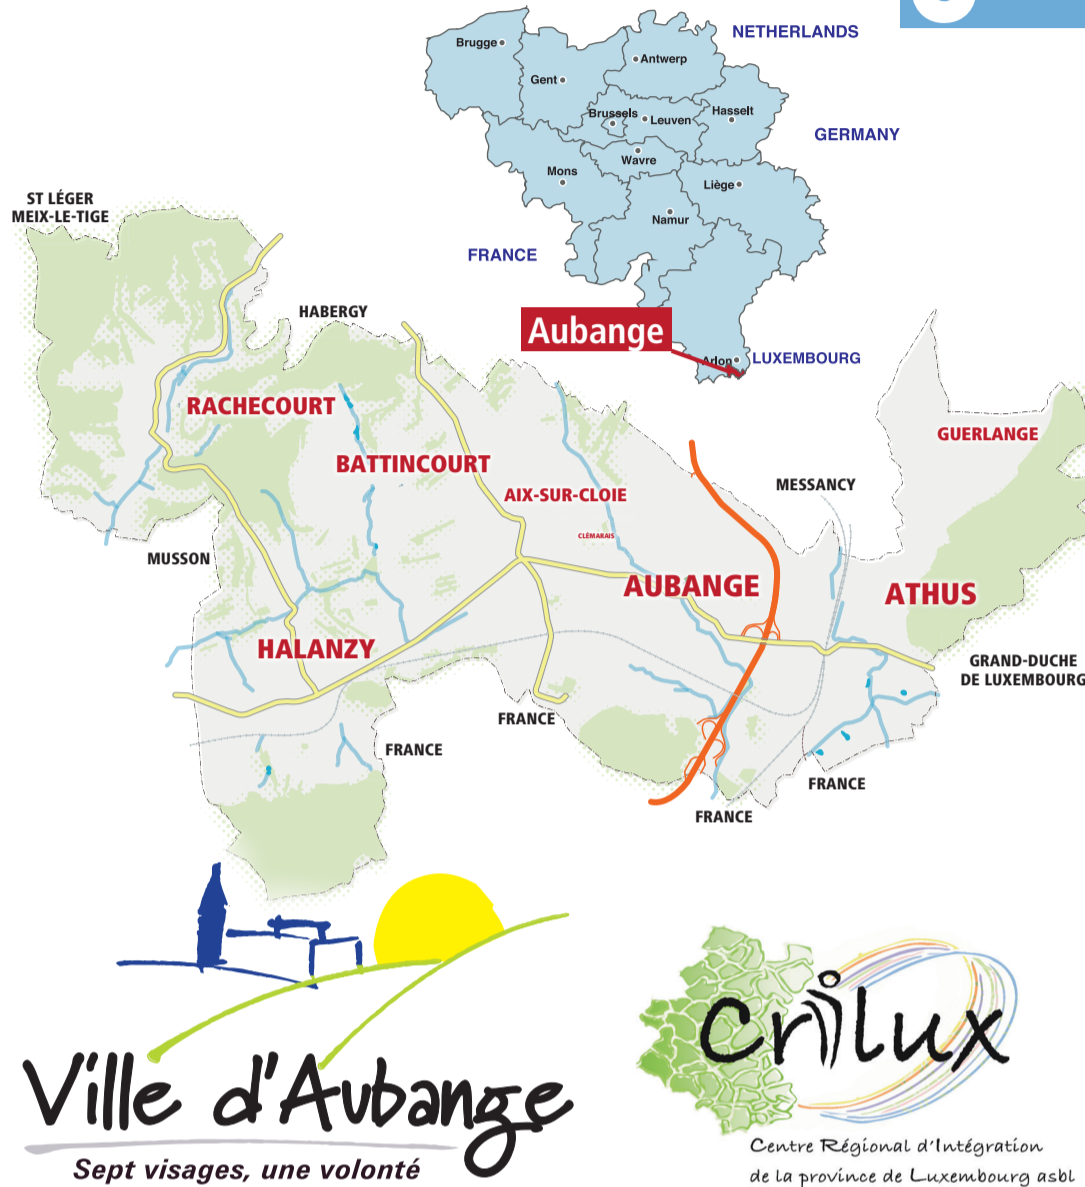 NETHERLANDS
Brugge
Antwerp
Gent
Brussels
Leuven
Hasselt
GERMANY
Wavre
Mons
Liège
Namur
FRANCE
Aubange
Arlon
LUXEMBOURG
ST LÉGER
MEIX-LE-TIGE
HABERGY
RACHECOURT
BATTINCOURT
GUERLANGE
AIX-SUR-CLOIE
MESSANCY
CLÉMARAIS
MUSSON
AUBANGE
ATHUS
HALANZY
GRAND-DUCHE
DE LUXEMBOURG
FRANCE
FRANCE
FRANCE
FRANCE
Ville d'Aubange
Sept visages, une volonté
crilux
Centre Régional d'Intégration
de la province de Luxembourg asbl